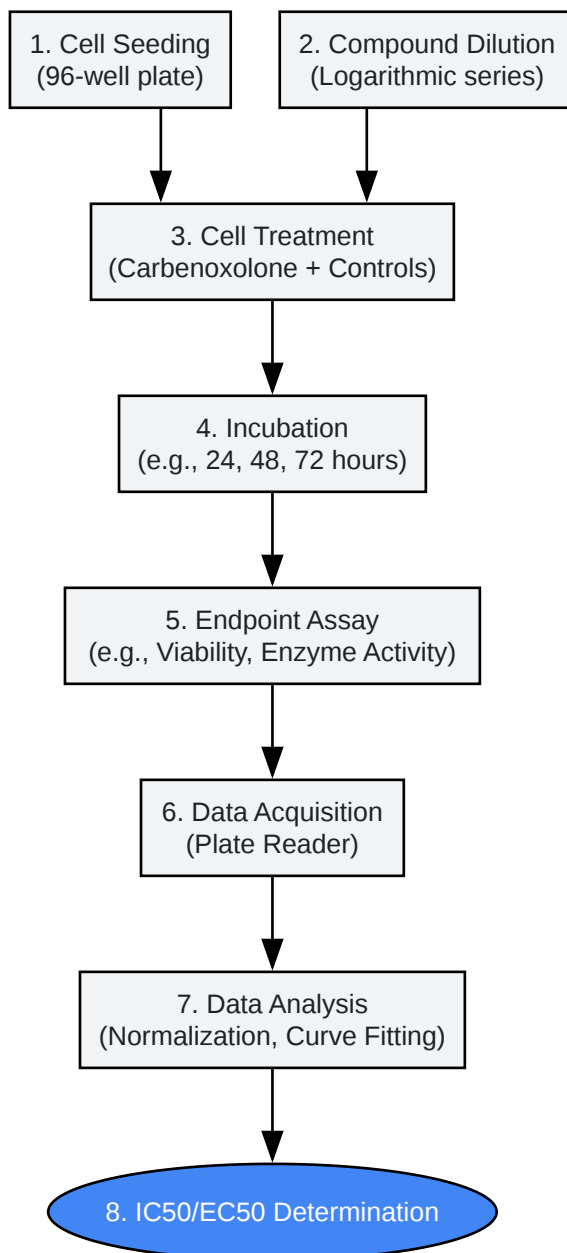 1. Cell Seeding
(96-well plate)
2. Compound Dilution
(Logarithmic series)
3. Cell Treatment
(Carbenoxolone + Controls)
4. Incubation
(e.g., 24, 48, 72 hours)
5. Endpoint Assay
(e.g., Viability, Enzyme Activity)
6. Data Acquisition
(Plate Reader)
7. Data Analysis
(Normalization, Curve Fitting)
8. IC50/EC50 Determination